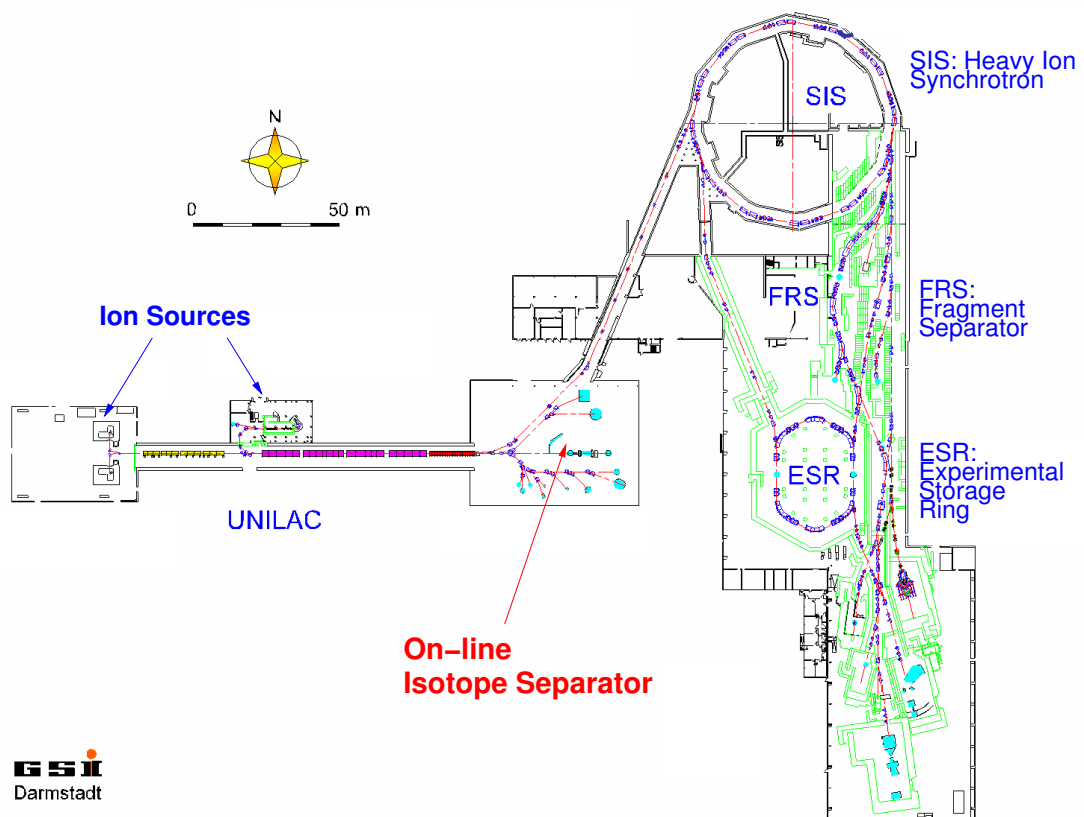 SIS: Heavy Ion
Synchrotron
SIS
N
0 50 m
FRS
FRS:
Fragment
Separator
Ion Sources
ESR
ESR:
Experimental
Storage
Ring
UNILAC
On−line
Isotope Separator
GSI
Darmstadt